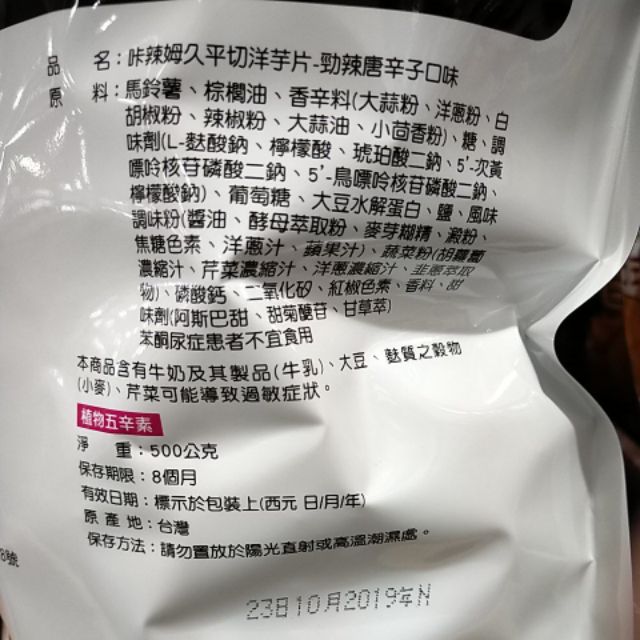 品 名：咔辣姆久平切洋芋片-勁辣唐辛子口味
原 料：馬鈴薯、棕櫚油、香辛料(大蒜粉、洋蔥粉、白
胡椒粉、辣椒粉、大蒜油、小茴香粉)、糖、調
味劑(L-麩酸鈉、檸檬酸、琥珀酸二鈉、5'-次黃
嘌呤核苷磷酸二鈉、5'-鳥嘌呤核苷磷酸二鈉、
檸檬酸鈉)、葡萄糖、大豆水解蛋白、鹽、風味
調味粉(醬油、酵母萃取粉、麥芽糊精、澱粉、
焦糖色素、洋蔥汁、蘋果汁)、蔬菜粉(胡蘿蔔
濃縮汁、芹菜濃縮汁、洋蔥濃縮汁、韭蔥萃取
物)、磷酸鈣、二氧化矽、紅椒色素、香料、甜
味劑(阿斯巴甜、甜菊醣苷、甘草萃)
苯酮尿症患者不宜食用
本商品含有牛奶及其製品(牛乳)、大豆、麩質之穀物
(小麥)、芹菜可能導致過敏症狀。
植物五辛素
淨 重：500公克
保存期限：8個月
有效日期：標示於包裝上(西元 日/月/年)
原 產 地：台灣
保存方法：請勿置放於陽光直射或高溫潮濕處。
8號
23日10月2019年N